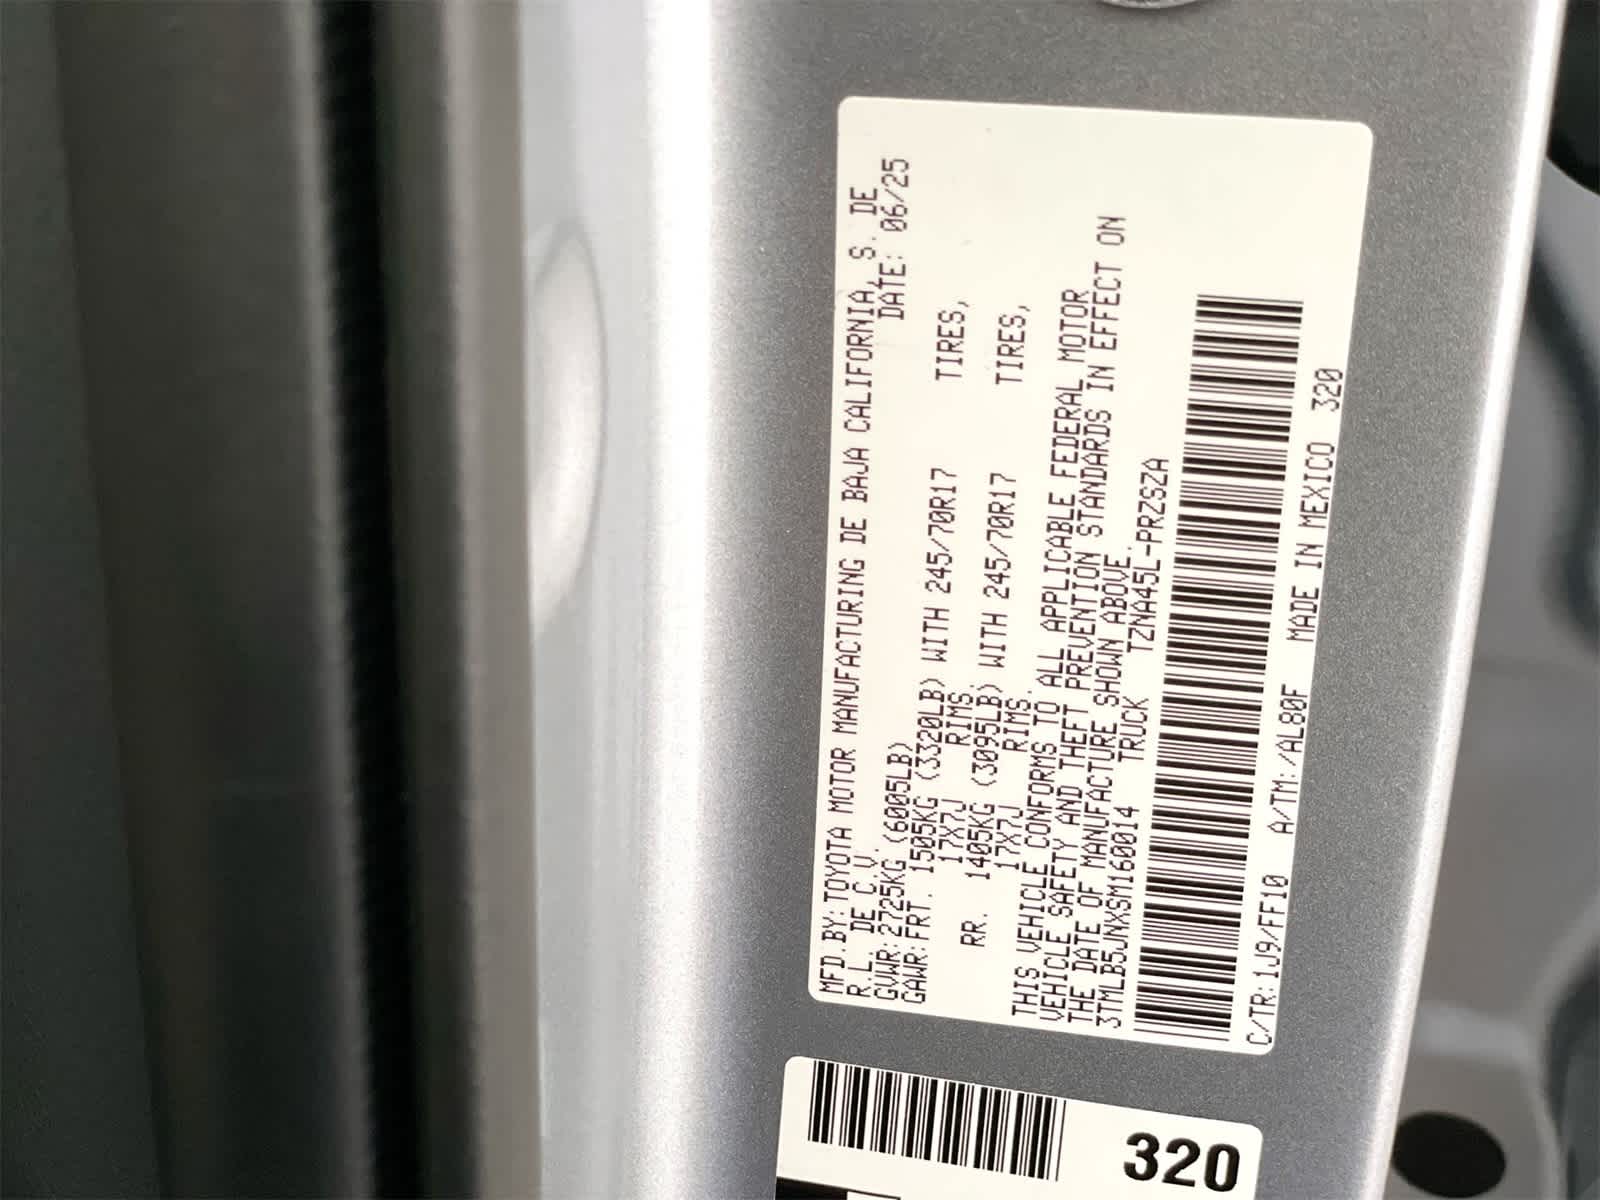 MFD.BY:TOYOTA MOTOR MANUFACTURING DE BAJA CALIFORNIA, S. DE
R.L. DE C.V. DATE: 06/25
GVWR:2725KG (6005LB)
GAWR:FRT. 1505KG (3320LB) WITH 245/70R17 TIRES,
17X7J RIMS.
RR. 1405KG (3095LB) WITH 245/70R17 TIRES,
17X7J RIMS.
THIS VEHICLE CONFORMS TO ALL APPLICABLE FEDERAL MOTOR
VEHICLE SAFETY AND THEFT PREVENTION STANDARDS IN EFFECT ON
THE DATE OF MANUFACTURE SHOWN ABOVE.
3TMLB5JNXSM160014 TRUCK TZNA45L-PRZSZA
C/TR:1J9/FF10 A/TM:/AL80F MADE IN MEXICO 320
320